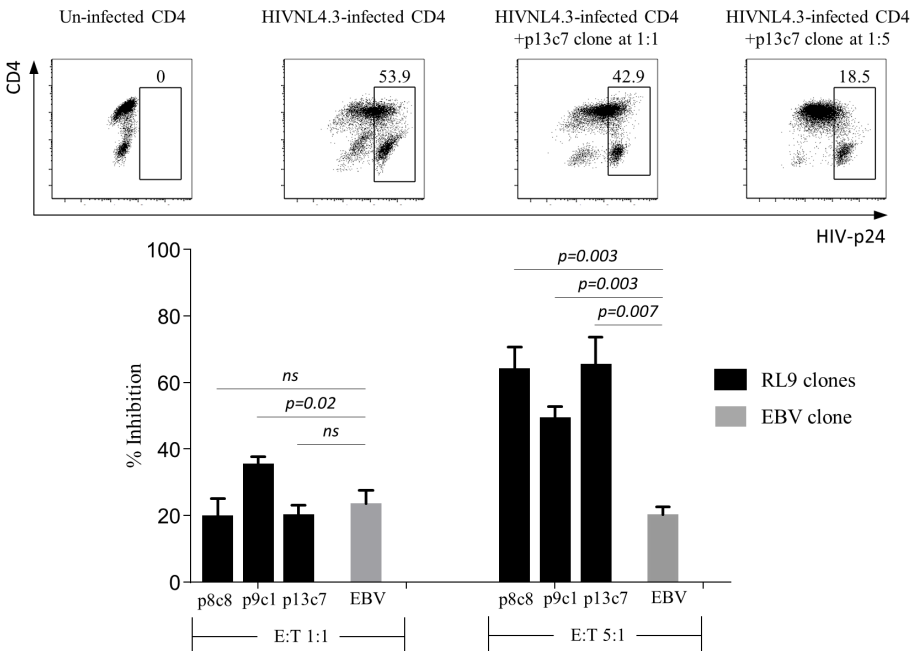 Un-infected CD4
HIVNL4.3-infected CD4
HIVNL4.3-infected CD4
+p13c7 clone at 1:1
HIVNL4.3-infected CD4
+p13c7 clone at 1:5
CD4
0
53.9
42.9
18.5
HIV-p24
% Inhibition
100
80
60
40
20
0
ns
p=0.02
ns
p=0.003
p=0.003
p=0.007
RL9 clones
EBV clone
p8c8 p9c1 p13c7 EBV
p8c8 p9c1 p13c7 EBV
E:T 1:1
E:T 5:1